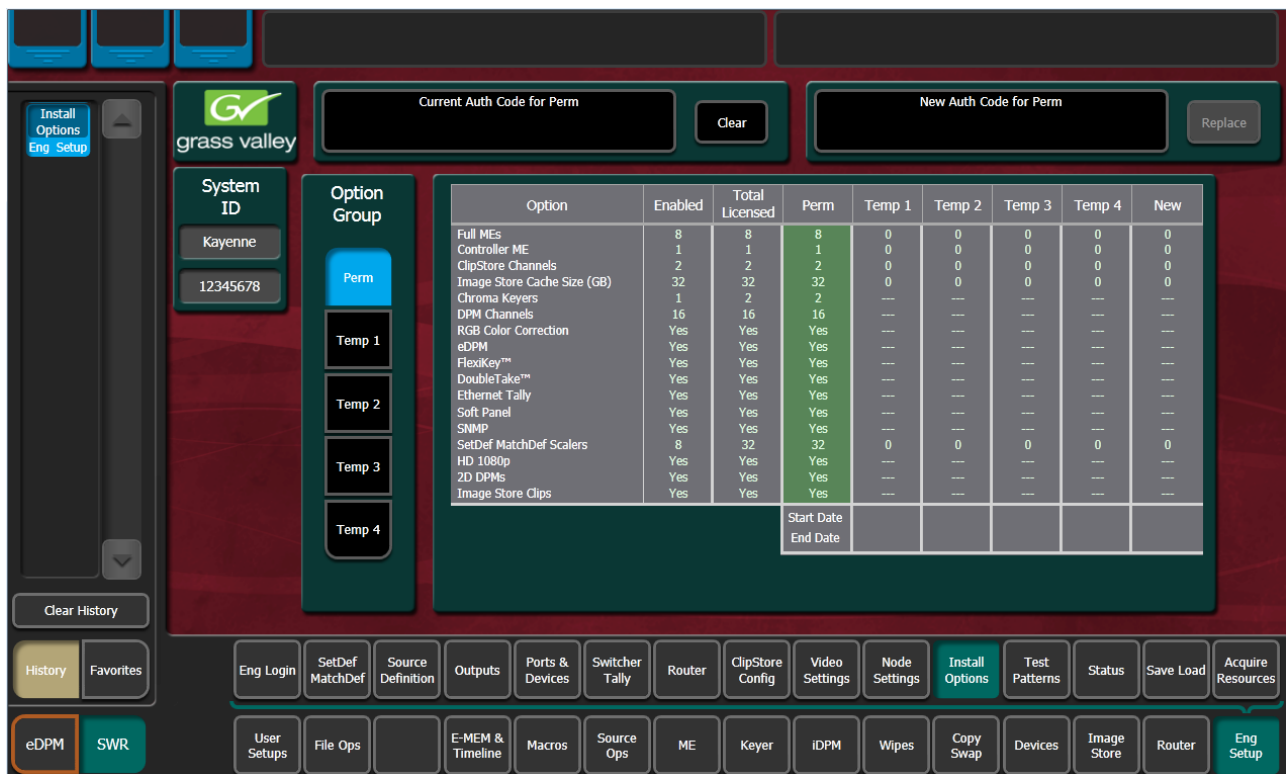 Install
Options
Eng Setup
grass valley
Current Auth Code for Perm
Clear
New Auth Code for Perm
Replace
System
ID
Kayenne
12345678
Option
Group
Perm
Temp 1
Temp 2
Temp 3
Temp 4
Option Enabled Total Licensed Perm Temp 1 Temp 2 Temp 3 Temp 4 New
Full MEs 8 8 8 0 0 0 0 0
Controller ME 1 1 1 0 0 0 0 0
ClipStore Channels 2 2 2 0 0 0 0 0
Image Store Cache Size (GB) 32 32 32 0 0 0 0 0
Chroma Keyers 1 2 2 --- --- --- --- ---
DPM Channels 16 16 16 --- --- --- --- ---
RGB Color Correction Yes Yes Yes --- --- --- --- ---
eDPM Yes Yes Yes --- --- --- --- ---
FlexiKey™ Yes Yes Yes --- --- --- --- ---
DoubleTake™ Yes Yes Yes --- --- --- --- ---
Ethernet Tally Yes Yes Yes --- --- --- --- ---
Soft Panel Yes Yes Yes --- --- --- --- ---
SNMP Yes Yes Yes --- --- --- --- ---
SetDef MatchDef Scalers 8 32 32 0 0 0 0 0
HD 1080p Yes Yes Yes --- --- --- --- ---
2D DPMs Yes Yes Yes --- --- --- --- ---
Image Store Clips Yes Yes Yes --- --- --- --- ---
Start Date
End Date
Clear History
History
Favorites
Eng Login
SetDef
MatchDef
Source
Definition
Outputs
Ports &
Devices
Switcher
Tally
Router
ClipStore
Config
Video
Settings
Node
Settings
Install
Options
Test
Patterns
Status
Save Load
Acquire
Resources
eDPM
SWR
User
Setups
File Ops
E-MEM &
Timeline
Macros
Source
Ops
ME
Keyer
iDPM
Wipes
Copy
Swap
Devices
Image
Store
Router
Eng
Setup